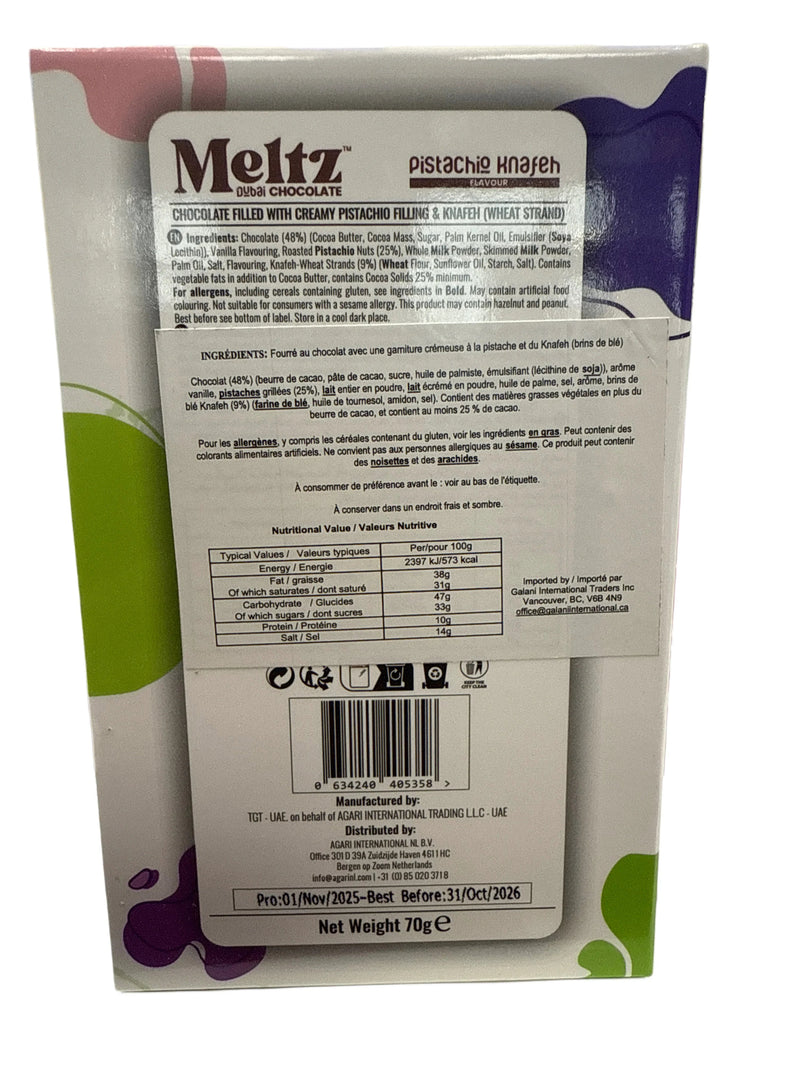 Meltz™
Dubai CHOCOLATE
Pistachio Knafeh
FLAVOUR
CHOCOLATE FILLED WITH CREAMY PISTACHIO FILLING & KNAFEH (WHEAT STRAND)
EN Ingredients: Chocolate (48%) (Cocoa Butter, Cocoa Mass, Sugar, Palm Kernel Oil, Emulsifier (Soya
Lecithin)), Vanilla Flavouring, Roasted Pistachio Nuts (25%), Whole Milk Powder, Skimmed Milk Powder,
Palm Oil, Salt, Flavouring, Knafeh-Wheat Strands (9%) (Wheat Flour, Sunflower Oil, Starch, Salt). Contains
vegetable fats in addition to Cocoa Butter, contains Cocoa Solids 25% minimum.
For allergens, including cereals containing gluten, see ingredients in Bold. May contain artificial food
colouring. Not suitable for consumers with a sesame allergy. This product may contain hazelnut and peanut.
Best before see bottom of label. Store in a cool dark place.
INGRÉDIENTS: Fourré au chocolat avec une garniture crémeuse à la pistache et du Knafeh (brins de blé)
Chocolat (48%) (beurre de cacao, pâte de cacao, sucre, huile de palmiste, émulsifiant (lécithine de soja)), arôme
vanille, pistaches grillées (25%), lait entier en poudre, lait écrémé en poudre, huile de palme, sel, arôme, brins de
blé Knafeh (9%) (farine de blé, huile de tournesol, amidon, sel). Contient des matières grasses végétales en plus du
beurre de cacao, et contient au moins 25 % de cacao.
Pour les allergènes, y compris les céréales contenant du gluten, voir les ingrédients en gras. Peut contenir des
colorants alimentaires artificiels. Ne convient pas aux personnes allergiques au sésame. Ce produit peut contenir
des noisettes et des arachides.
À consommer de préférence avant le : voir au bas de l'étiquette.
À conserver dans un endroit frais et sombre.
Nutritional Value / Valeurs Nutritive
Typical Values / Valeurs typiques Per/pour 100g
Energy / Energie 2397 kJ/573 kcal
Fat / graisse 38g
Of which saturates / dont saturé 31g
Carbohydrate / Glucides 47g
Of which sugars / dont sucres 33g
Protein / Protéine 10g
Salt / Sel 14g
Imported by / Importé par
Galani International Traders Inc
Vancouver, BC, V6B 4N9
office@galaniinternational.ca
KEEP THE
CITY CLEAN
0 634240 405358 >
Manufactured by:
TGT - UAE. on behalf of AGARI INTERNATIONAL TRADING L.L.C - UAE
Distributed by:
AGARI INTERNATIONAL NL B.V.
Office 301 D 39A Zuidzijde Haven 4611 HC
Bergen op Zoom Netherlands
info@agarinl.com | +31 (0) 85 020 3718
Pro:01/Nov/2025-Best Before:31/Oct/2026
Net Weight 70g e